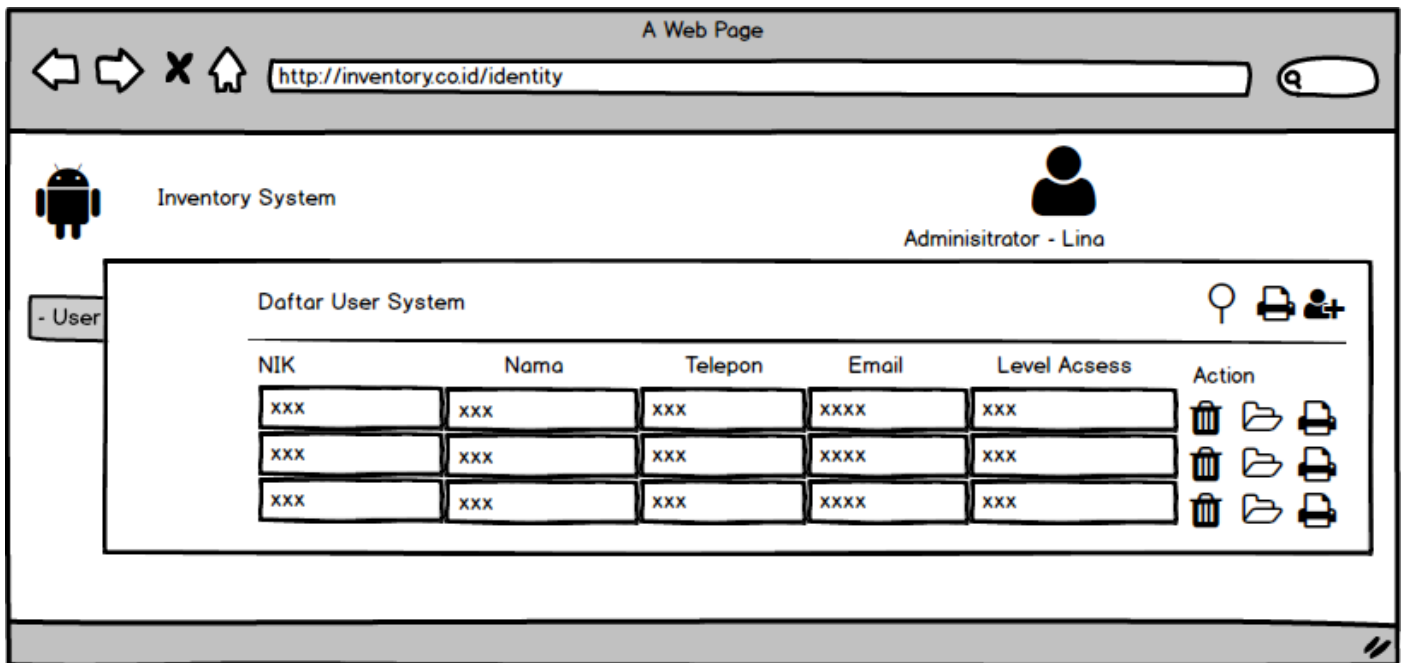 A Web Page
http://inventory.co.id/identity
Inventory System
Adminisitrator - Lina
- User
Daftar User System
NIK Nama Telepon Email Level Acsess Action
xxx xxx xxx xxxx xxx
xxx xxx xxx xxxx xxx
xxx xxx xxx xxxx xxx